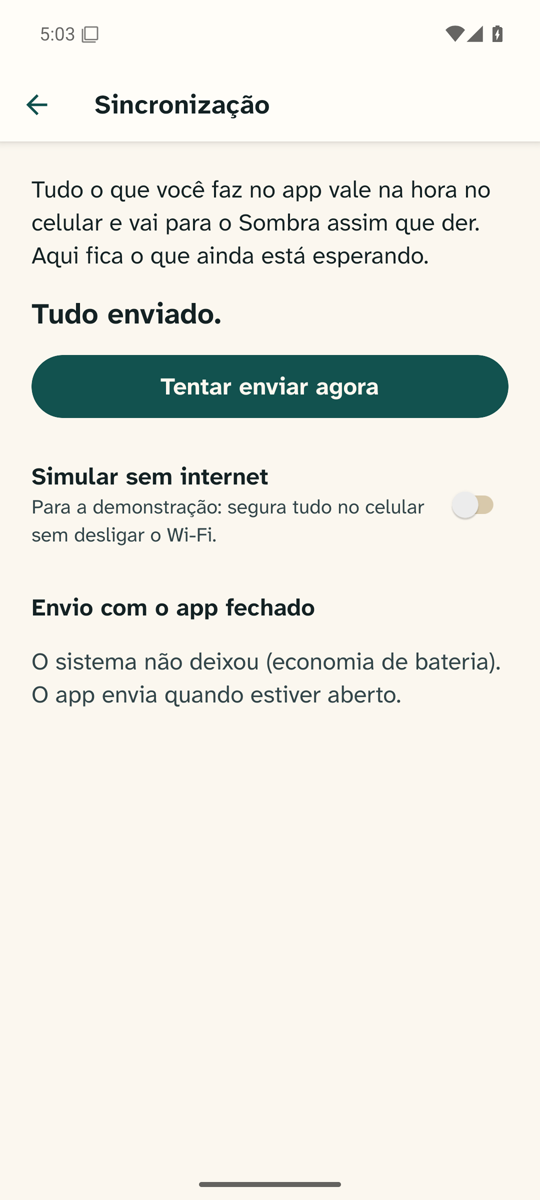 5:03
Sincronização
Tudo o que você faz no app vale na hora no
celular e vai para o Sombra assim que der.
Aqui fica o que ainda está esperando.
Tudo enviado.
Tentar enviar agora
Simular sem internet
Para a demonstração: segura tudo no celular
sem desligar o Wi-Fi.
Envio com o app fechado
O sistema não deixou (economia de bateria).
O app envia quando estiver aberto.